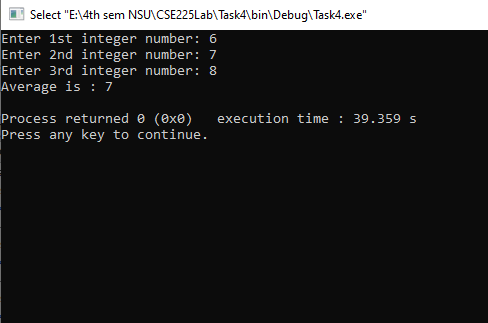 Select "E:\4th sem NSU\CSE225Lab\Task4\bin\Debug\Task4.exe"
Enter 1st integer number: 6
Enter 2nd integer number: 7
Enter 3rd integer number: 8
Average is : 7
Process returned 0 (0x0)   execution time : 39.359 s
Press any key to continue.